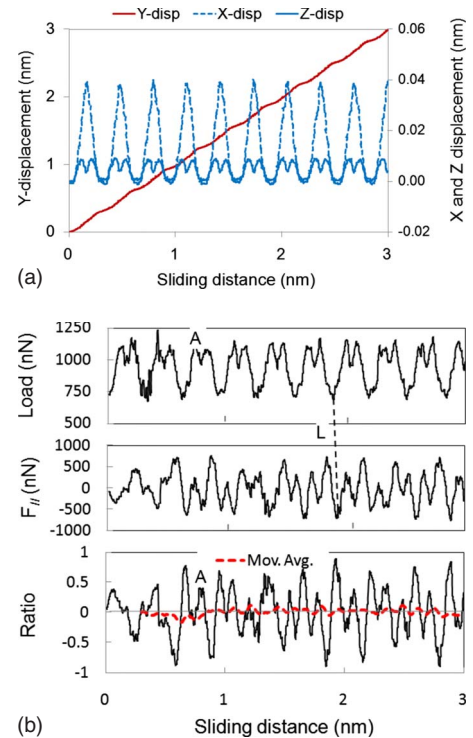 Y-disp X-disp Z-disp
3 0.06
2 0.04
0.02
1
0.00
0 -0.02
0 1 2 3
Y-displacement (nm)
X and Z displacement (nm)
Sliding distance (nm)
(a)
1250
1000
750
500
Load (nN)
A
L
1000
500
0
-500
-1000
F// (nN)
1
0.5
0
-0.5
-1
Ratio
A
Mov. Avg.
0 1 2 3
Sliding distance (nm)
(b)